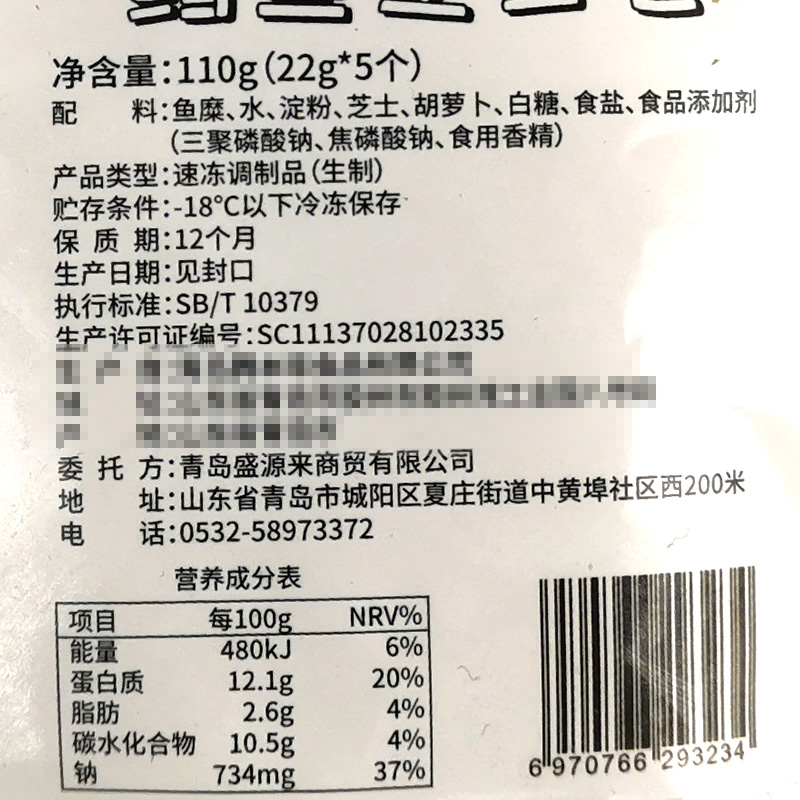 净含量:110g(22g*5个)
配 料:鱼糜、水、淀粉、芝士、胡萝卜、白糖、食盐、食品添加剂
(三聚磷酸钠、焦磷酸钠、食用香精)
产品类型:速冻调制品(生制)
贮存条件:-18℃以下冷冻保存
保 质 期:12个月
生产日期:见封口
执行标准:SB/T 10379
生产许可证编号:SC11137028102335
委 托 方:青岛盛源来商贸有限公司
地 址:山东省青岛市城阳区夏庄街道中黄埠社区西200米
电 话:0532-58973372
营养成分表
项目 每100g NRV%
能量 480kJ 6%
蛋白质 12.1g 20%
脂肪 2.6g 4%
碳水化合物 10.5g 4%
钠 734mg 37%
6 970766 293234